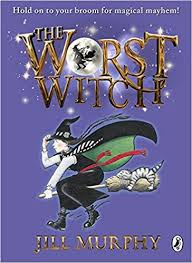 Hold on to your broom for magical mayhem!
THE
WORST
WITCH
JILL MURPHY